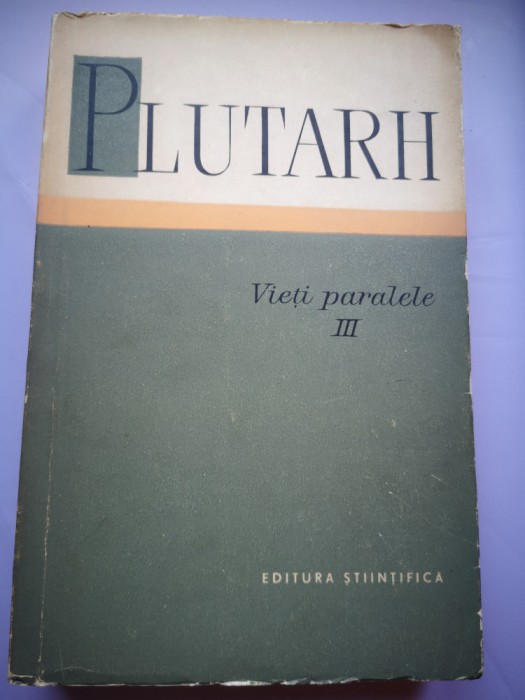 PLUTARH
Vieți paralele
III
EDITURA ȘTIINȚIFICA